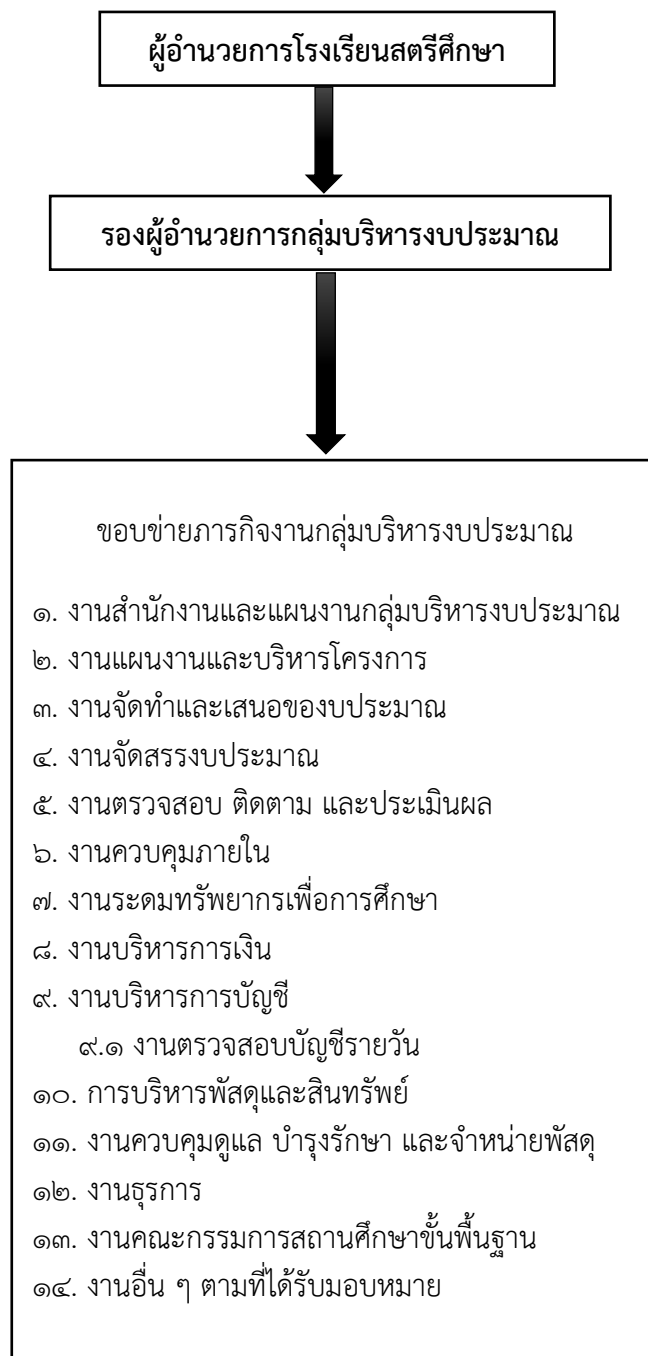 ผู้อำนวยการโรงเรียนสตรีศึกษา
รองผู้อำนวยการกลุ่มบริหารงบประมาณ
ขอบข่ายภารกิจงานกลุ่มบริหารงบประมาณ
๑. งานสำนักงานและแผนงานกลุ่มบริหารงบประมาณ
๒. งานแผนงานและบริหารโครงการ
๓. งานจัดทำและเสนอของบประมาณ
๔. งานจัดสรรงบประมาณ
๕. งานตรวจสอบ ติดตาม และประเมินผล
๖. งานควบคุมภายใน
๗. งานระดมทรัพยากรเพื่อการศึกษา
๘. งานบริหารการเงิน
๙. งานบริหารการบัญชี
๙.๑ งานตรวจสอบบัญชีรายวัน
๑๐. การบริหารพัสดุและสินทรัพย์
๑๑. งานควบคุมดูแล บำรุงรักษา และจำหน่ายพัสดุ
๑๒. งานธุรการ
๑๓. งานคณะกรรมการสถานศึกษาขั้นพื้นฐาน
๑๔. งานอื่น ๆ ตามที่ได้รับมอบหมาย